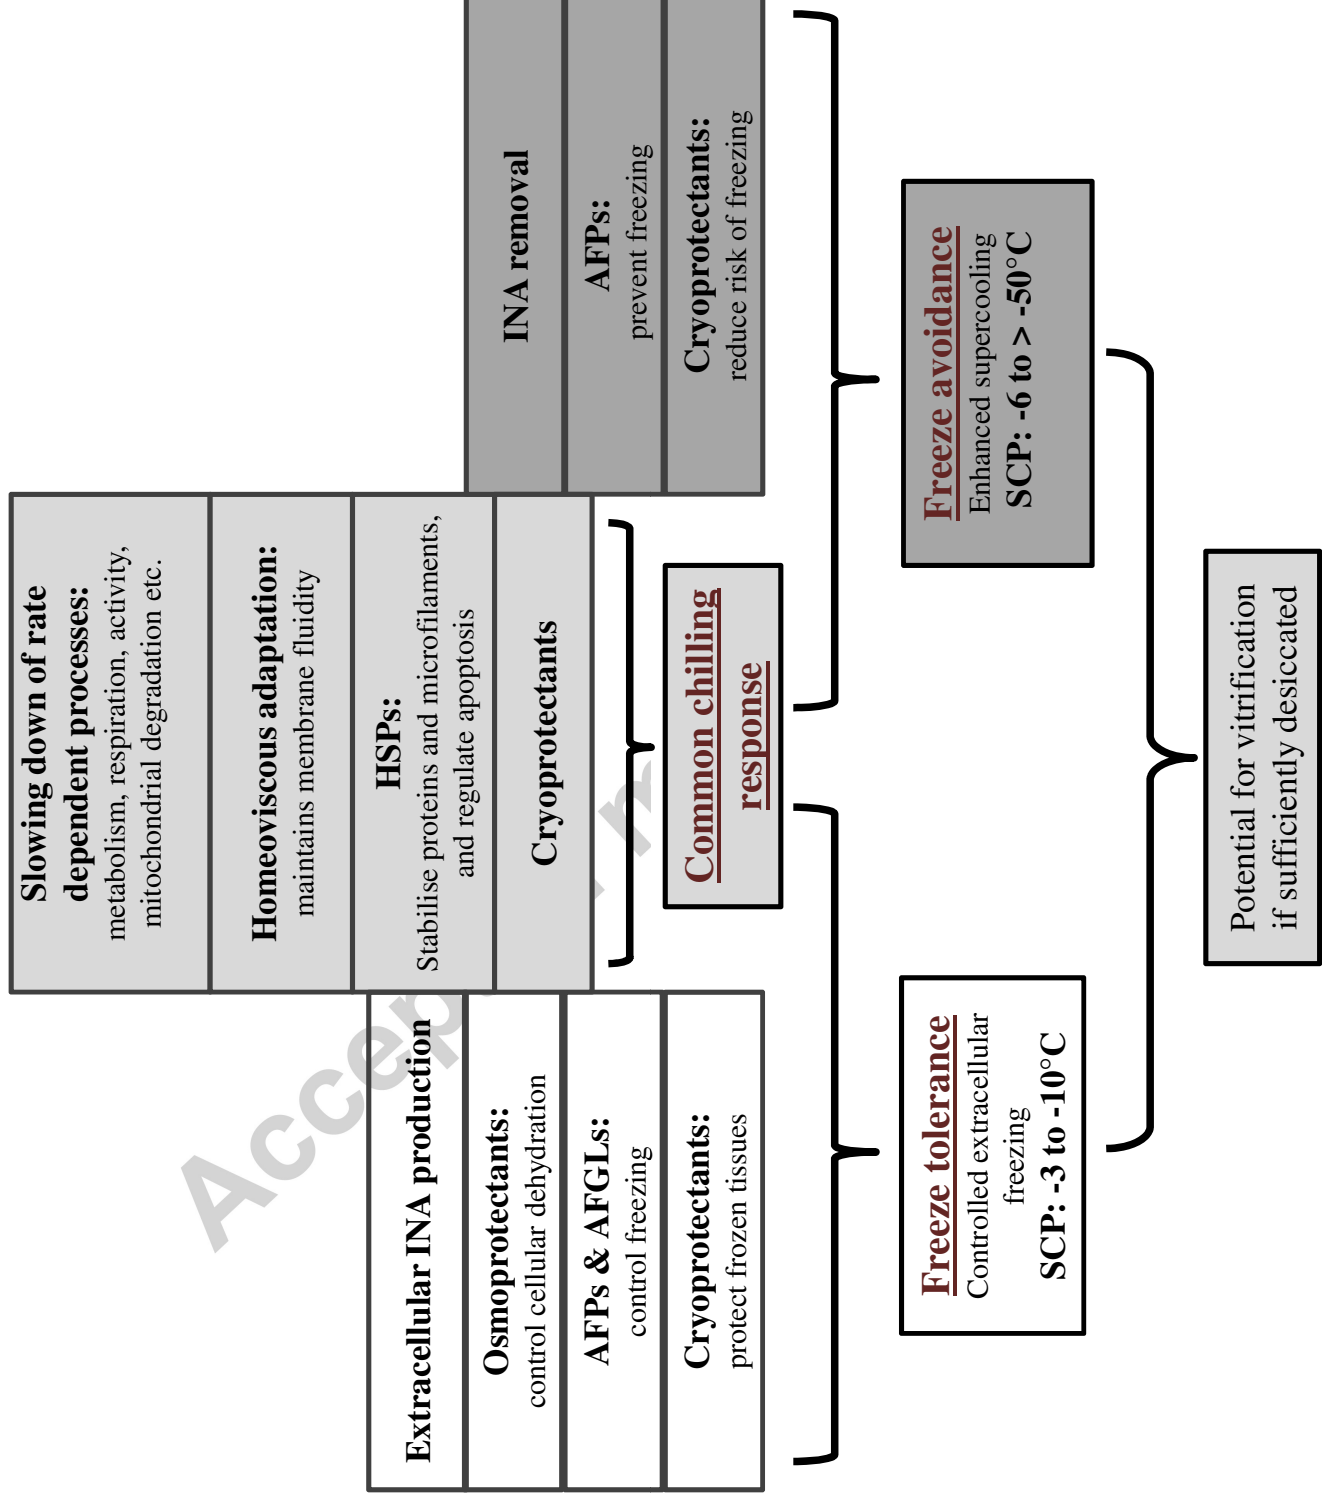 Slowing down of rate
dependent processes:
metabolism, respiration, activity,
mitochondrial degradation etc.
Homeoviscous adaptation:
maintains membrane fluidity
HSPs:
Stabilise proteins and microfilaments,
and regulate apoptosis
Cryoprotectants
Common chilling
response
Extracellular INA production
Osmoprotectants:
control cellular dehydration
AFPs & AFGLs:
control freezing
Cryoprotectants:
protect frozen tissues
INA removal
AFPs:
prevent freezing
Cryoprotectants:
reduce risk of freezing
Freeze tolerance
Controlled extracellular
freezing
SCP: -3 to -10°C
Freeze avoidance
Enhanced supercooling
SCP: -6 to > -50°C
Potential for vitrification
if sufficiently desiccated